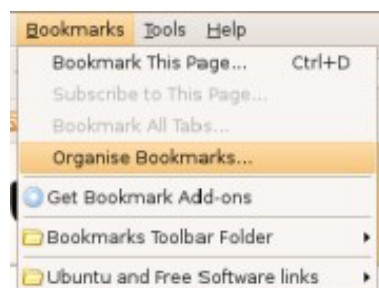 Bookmarks Tools Help
Bookmark This Page... Ctrl+D
Subscribe to This Page...
Bookmark All Tabs...
Organise Bookmarks...
Get Bookmark Add-ons
Bookmarks Toolbar Folder
Ubuntu and Free Software links